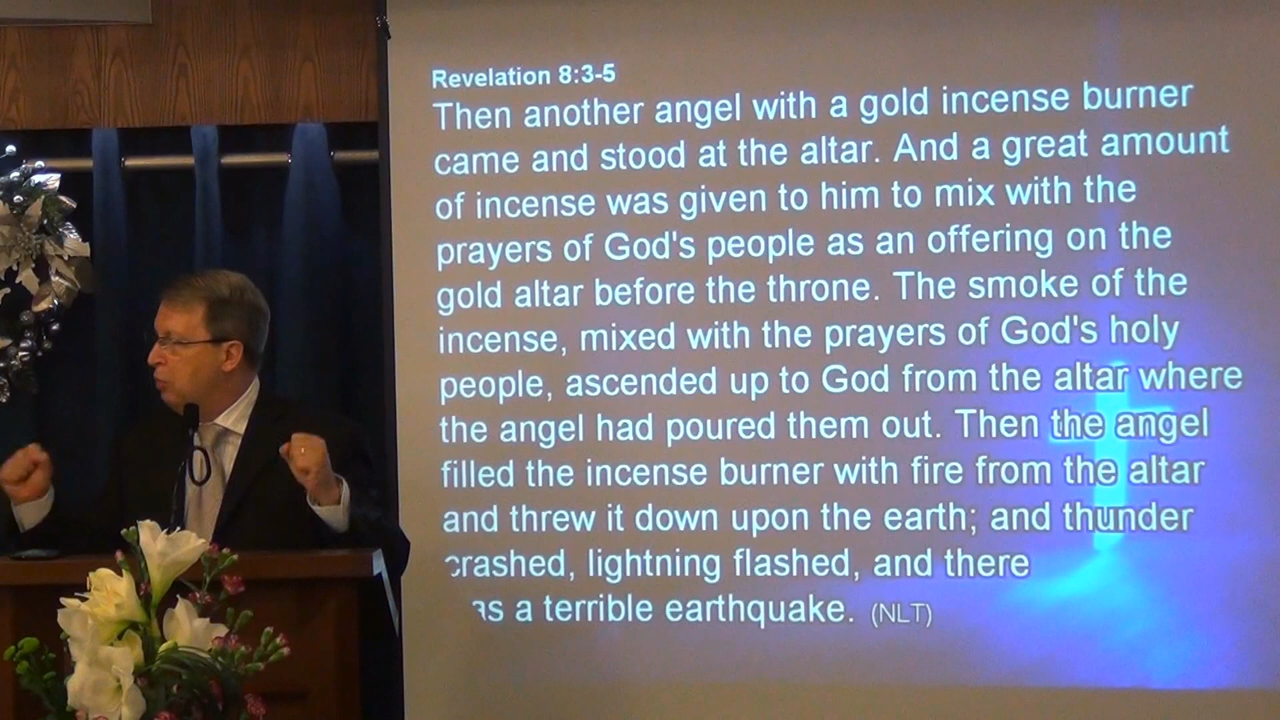 Revelation 8:3-5
Then another angel with a gold incense burner
came and stood at the altar. And a great amount
of incense was given to him to mix with the
prayers of God's people as an offering on the
gold altar before the throne. The smoke of the
incense, mixed with the prayers of God's holy
people, ascended up to God from the altar where
the angel had poured them out. Then the angel
filled the incense burner with fire from the altar
and threw it down upon the earth; and thunder
crashed, lightning flashed, and there
as a terrible earthquake. (NLT)